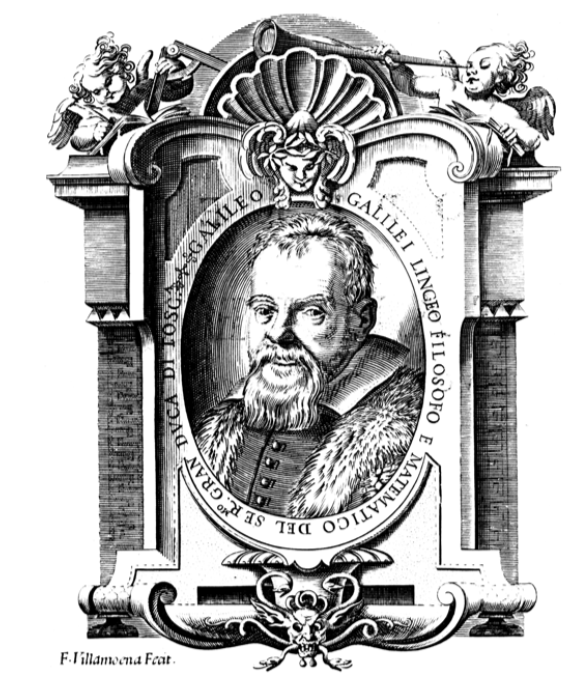 GALILEO GALILEI LINCEO FILOSOFO E MATEMATICO DEL SER.mo GRAN DVCA DI TOSCA
F. Villamoena Fecit.